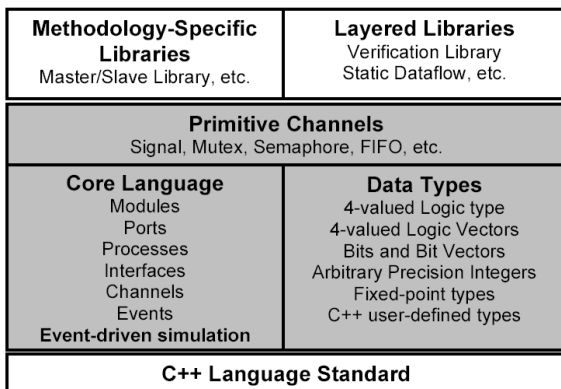 Methodology-Specific
Libraries
Master/Slave Library, etc.
Layered Libraries
Verification Library
Static Dataflow, etc.
Primitive Channels
Signal, Mutex, Semaphore, FIFO, etc.
Core Language
Modules
Ports
Processes
Interfaces
Channels
Events
Event-driven simulation
Data Types
4-valued Logic type
4-valued Logic Vectors
Bits and Bit Vectors
Arbitrary Precision Integers
Fixed-point types
C++ user-defined types
C++ Language Standard